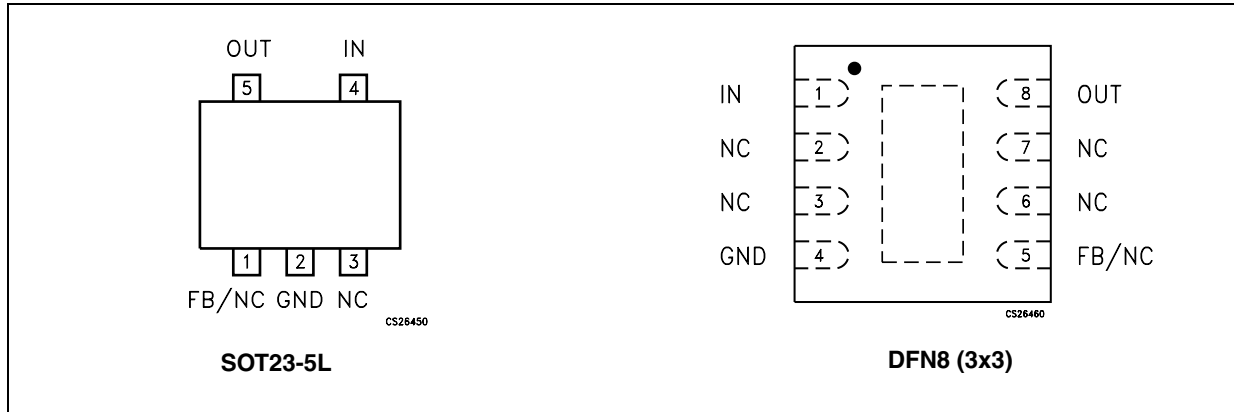 OUT IN
5 4
1 2 3
FB/NC GND NC
CS26450
SOT23-5L
IN 1 8 OUT
NC 2 7 NC
NC 3 6 NC
GND 4 5 FB/NC
CS26460
DFN8 (3x3)